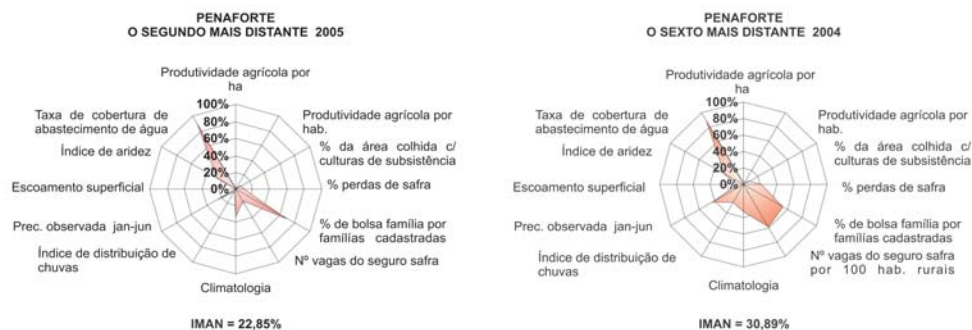 PENAFORTE
O SEGUNDO MAIS DISTANTE 2005
Produtividade agrícola por
ha
Taxa de cobertura de
abastecimento de água
100%
80%
60%
40%
20%
0%
Produtividade agrícola por
hab.
Índice de aridez
% da área colhida c/
culturas de subsistência
Escoamento superficial
% perdas de safra
Prec. observada jan-jun
% de bolsa família por
famílías cadastradas
Índice de distribuição de
chuvas
Nº vagas do seguro safra
Climatologia
IMAN = 22,85%
PENAFORTE
O SEXTO MAIS DISTANTE 2004
Produtividade agrícola por
ha
Taxa de cobertura de
abastecimento de água
100%
80%
60%
40%
20%
0%
Produtividade agrícola por
hab.
Índice de aridez
% da área colhida c/
culturas de subsistência
Escoamento superficial
% perdas de safra
Prec. observada jan-jun
% de bolsa família por
famílías cadastradas
Índice de distribuição de
chuvas
Nº vagas do seguro safra
por 100 hab. rurais
Climatologia
IMAN = 30,89%